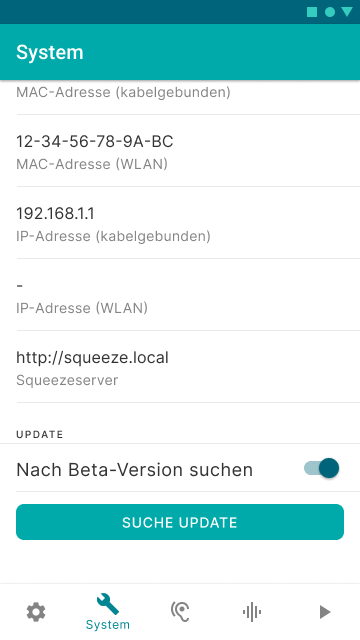 System
MAC-Adresse (kabelgebunden)
12-34-56-78-9A-BC
MAC-Adresse (WLAN)
192.168.1.1
IP-Adresse (kabelgebunden)
-
IP-Adresse (WLAN)
http://squeeze.local
Squeezeserver
UPDATE
Nach Beta-Version suchen
SUCHE UPDATE
System